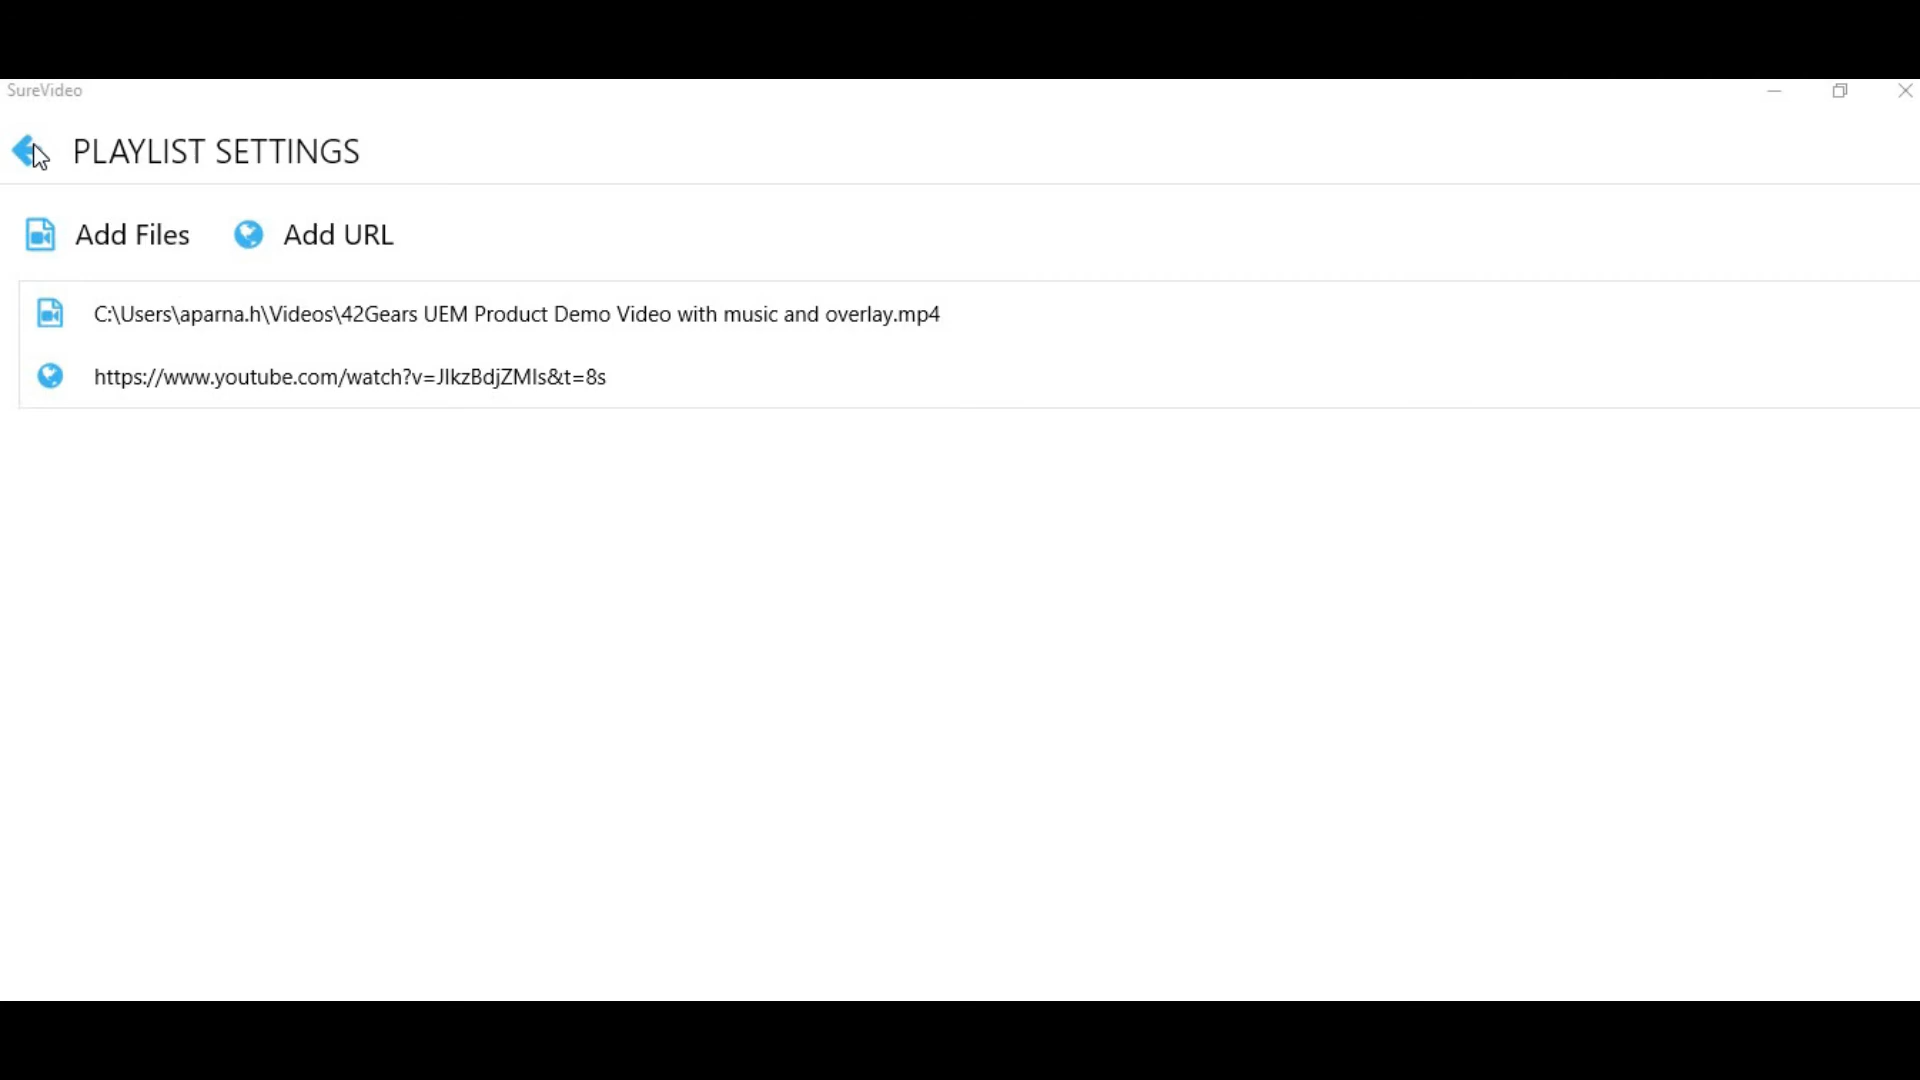 SureVideo
PLAYLIST SETTINGS
Add Files
Add URL
C:\Users\aparna.h\Videos\42Gears UEM Product Demo Video with music and overlay.mp4
https://www.youtube.com/watch?v=JIkzBdjZMIs&t=8s